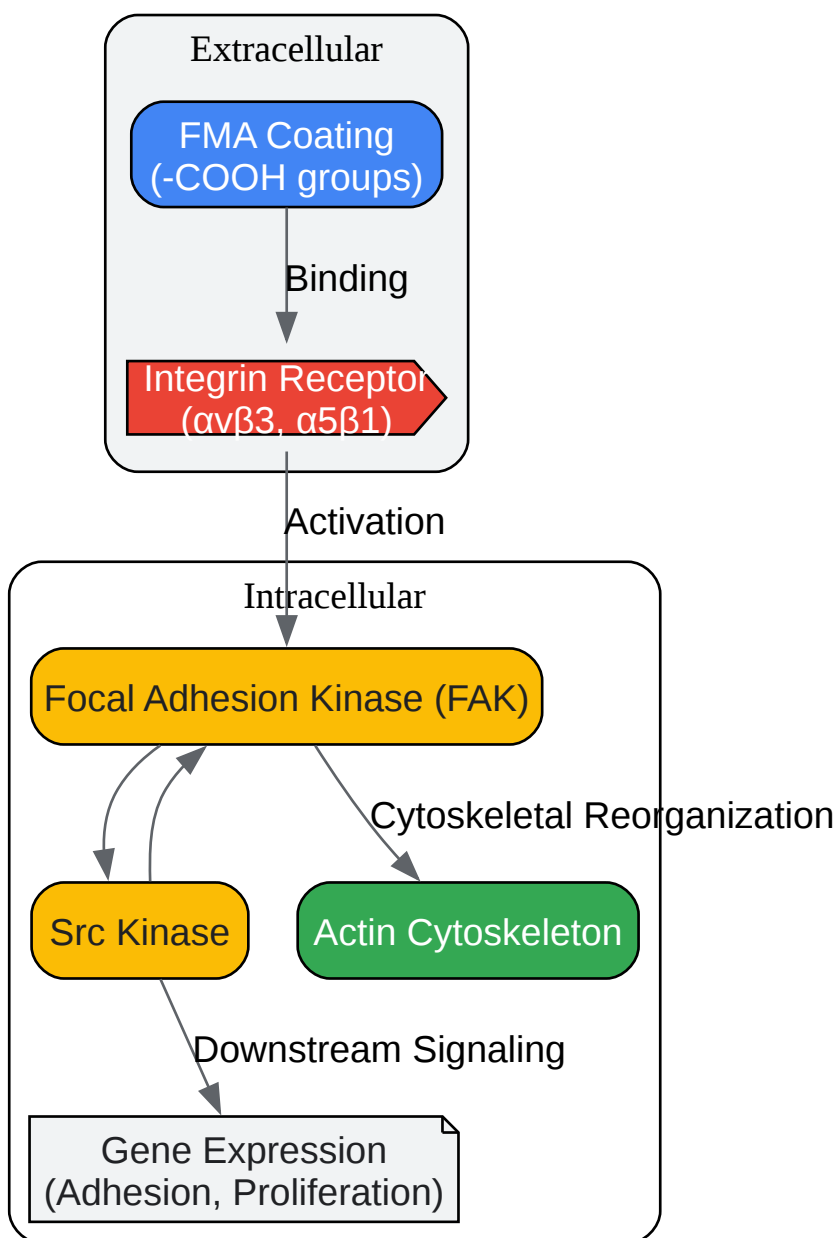 Extracellular
FMA Coating
(-COOH groups)
Binding
Integrin Receptor
(αvβ3, α5β1)
Activation
Intracellular
Focal Adhesion Kinase (FAK)
Cytoskeletal Reorganization
Src Kinase
Actin Cytoskeleton
Downstream Signaling
Gene Expression
(Adhesion, Proliferation)